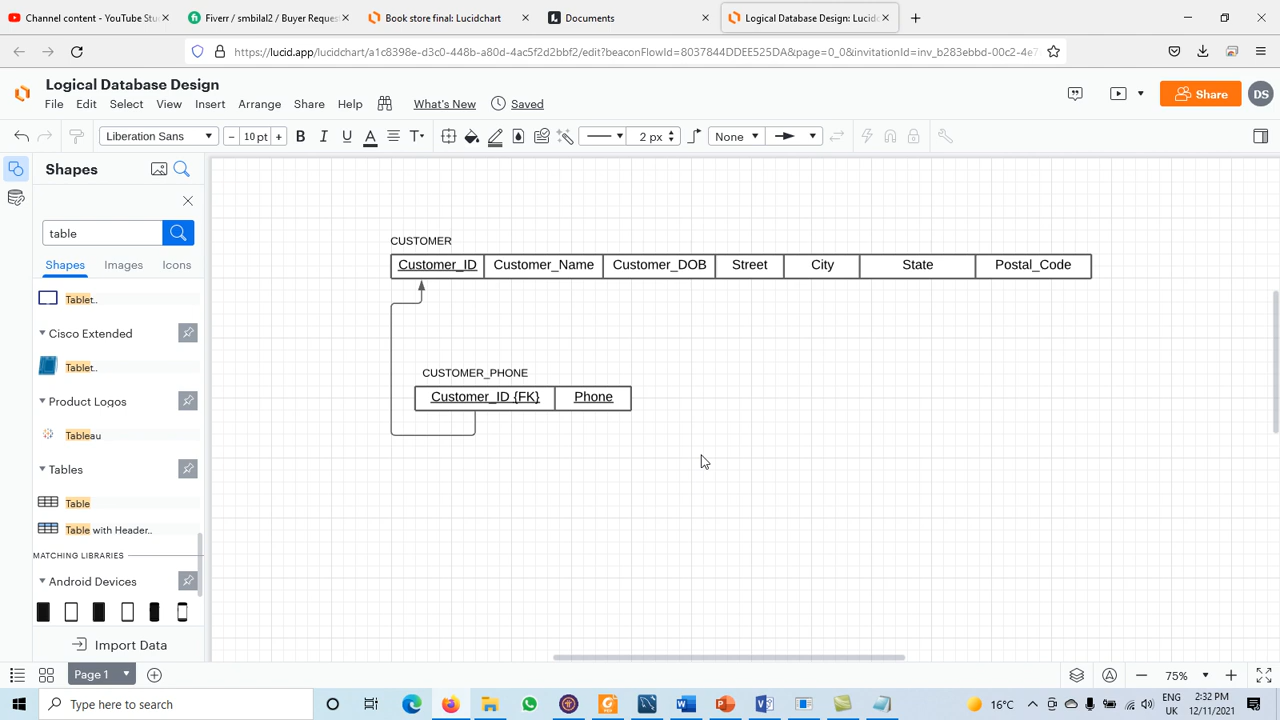 Channel content - YouTube Stu
Fiverr / smbilal2 / Buyer Reques
Book store final: Lucidchart
Documents
Logical Database Design: Lucidc
https://lucid.app/lucidchart/a1c8398e-d3c0-448b-a80d-4ac5f2d2bbf2/edit?beaconFlowId=8037844DDEE525DA&page=0_0&invitationId=inv_b283ebbd-00c2-4e7
Logical Database Design
File Edit Select View Insert Arrange Share Help What's New Saved
Share
DS
Liberation Sans
10 pt
B I U A T
2 px
None
Shapes
table
Shapes Images Icons
Tablet..
Cisco Extended
Tablet..
Product Logos
Tableau
Tables
Table
Table with Header..
MATCHING LIBRARIES
Android Devices
Import Data
CUSTOMER
Customer_ID Customer_Name Customer_DOB Street City State Postal_Code
CUSTOMER_PHONE
Customer_ID {FK} Phone
Page 1
75%
Type here to search
16°C
ENG
UK
2:32 PM
12/11/2021